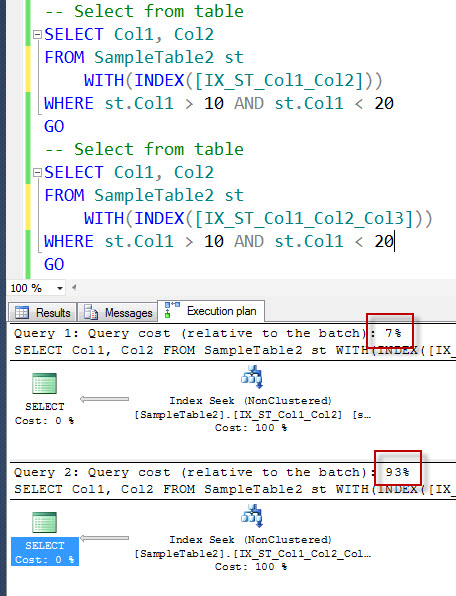 -- Select from table
SELECT Col1, Col2
FROM SampleTable2 st
WITH(INDEX([IX_ST_Col1_Col2]))
WHERE st.Col1 > 10 AND st.Col1 < 20
GO
-- Select from table
SELECT Col1, Col2
FROM SampleTable2 st
WITH(INDEX([IX_ST_Col1_Col2_Col3]))
WHERE st.Col1 > 10 AND st.Col1 < 20
GO
100 %
Results Messages Execution plan
Query 1: Query cost (relative to the batch): 7%
SELECT Col1, Col2 FROM SampleTable2 st WITH(INDEX([IX_
SELECT
Cost: 0 %
Index Seek (NonClustered)
[SampleTable2].[IX_ST_Col1_Col2] [s...
Cost: 100 %
Query 2: Query cost (relative to the batch): 93%
SELECT Col1, Col2 FROM SampleTable2 st WITH(INDEX([IX_
SELECT
Cost: 0 %
Index Seek (NonClustered)
[SampleTable2].[IX_ST_Col1_Col2_Col...
Cost: 100 %